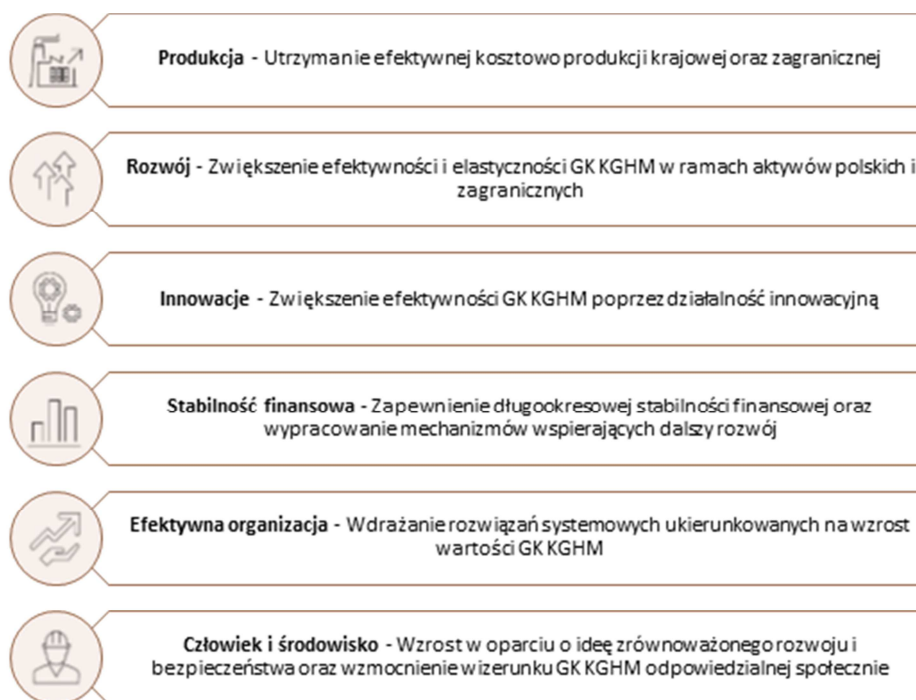 Produkcja - Utrzymanie efektywnej kosztowo produkcji krajowej oraz zagranicznej
Rozwój - Zwiększenie efektywności i elastyczności GK KGHM w ramach aktywów polskich i
zagranicznych
Innowacje - Zwiększenie efektywności GK KGHM poprzez działalność innowacyjną
Stabilność finansowa - Zapewnienie długookresowej stabilności finansowej oraz
wypracowanie mechanizmów wspierających dalszy rozwój
Efektywna organizacja - Wdrażanie rozwiązań systemowych ukierunkowanych na wzrost
wartości GK KGHM
Człowiek i środowisko - Wzrost w oparciu o ideę zrównoważonego rozwoju i
bezpieczeństwa oraz wzmocnienie wizerunku GK KGHM odpowiedzialnej społecznie